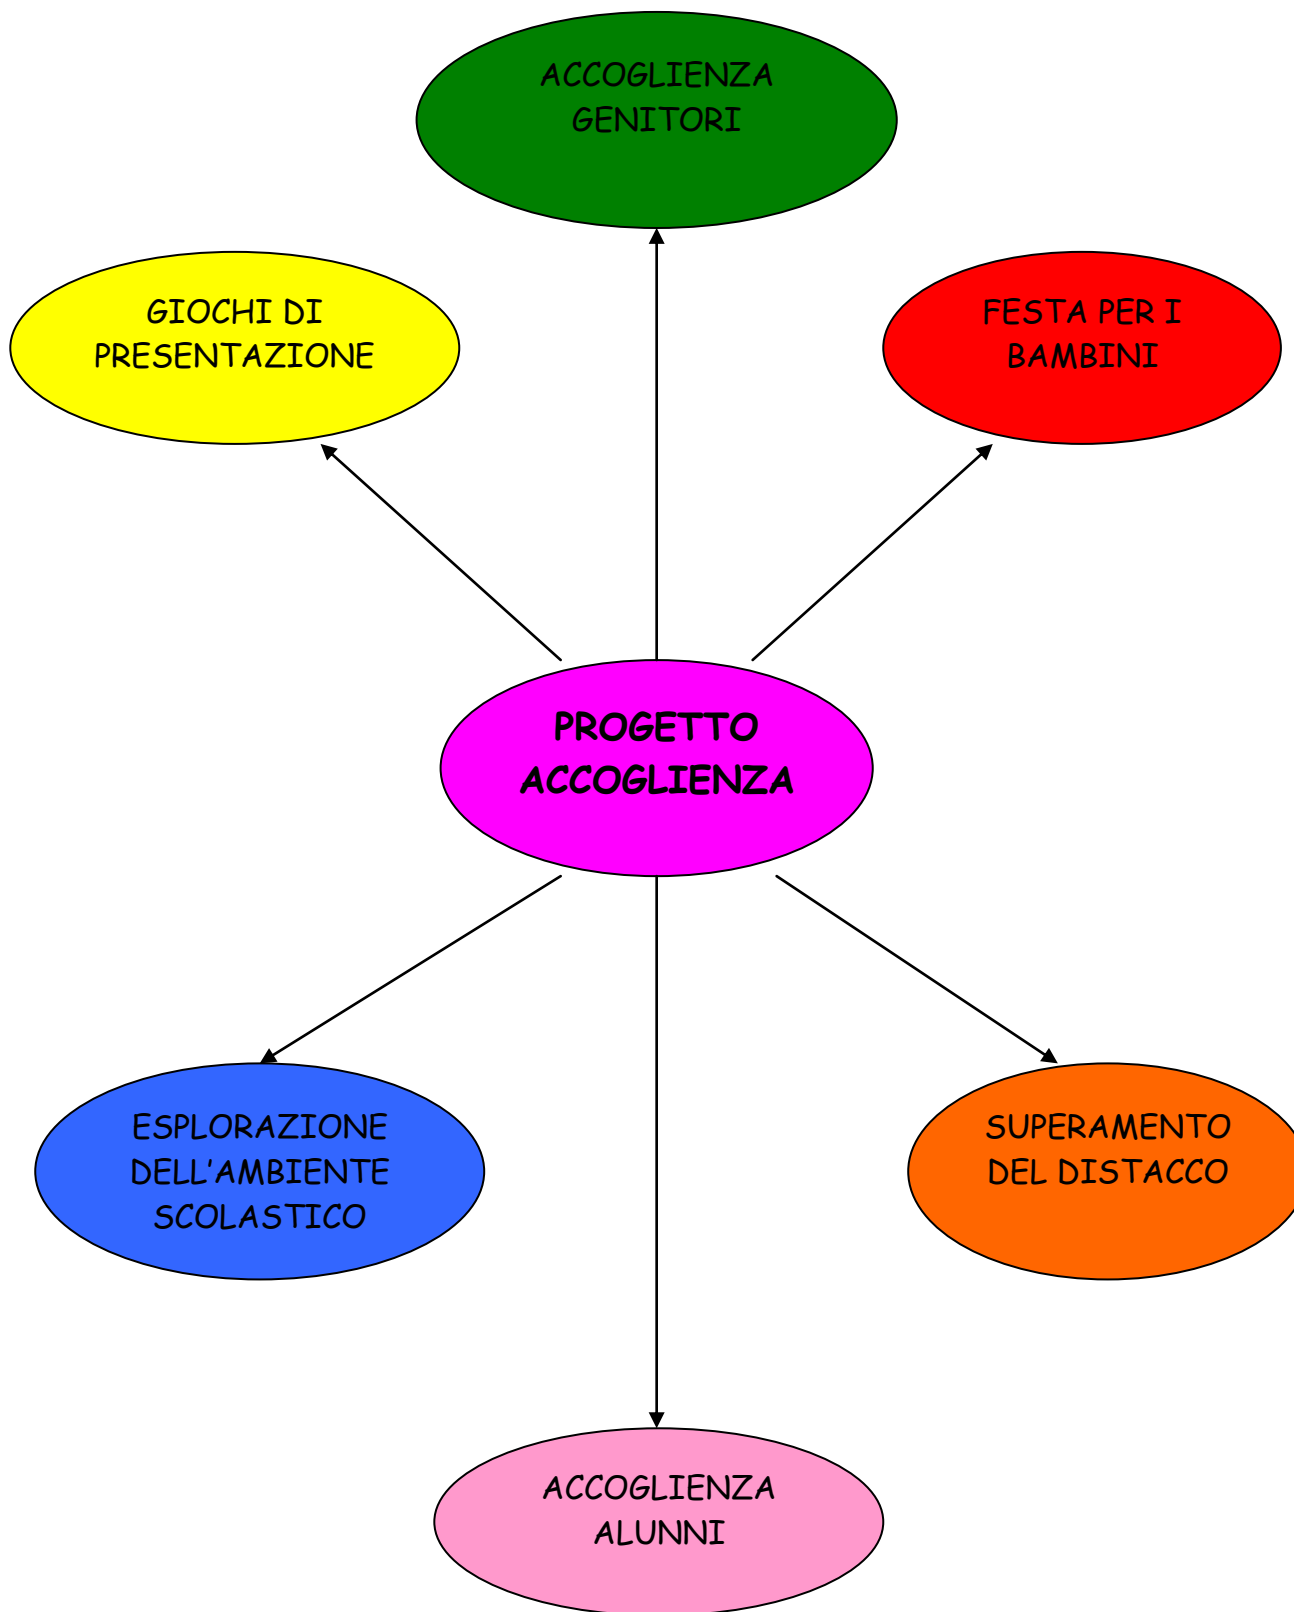 ACCOGLIENZA
GENITORI
GIOCHI DI
PRESENTAZIONE
FESTA PER I
BAMBINI
PROGETTO
ACCOGLIENZA
ESPLORAZIONE
DELL'AMBIENTE
SCOLASTICO
SUPERAMENTO
DEL DISTACCO
ACCOGLIENZA
ALUNNI